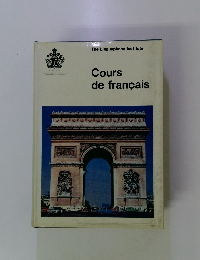 The Linguaphone Institute
Cours
de français